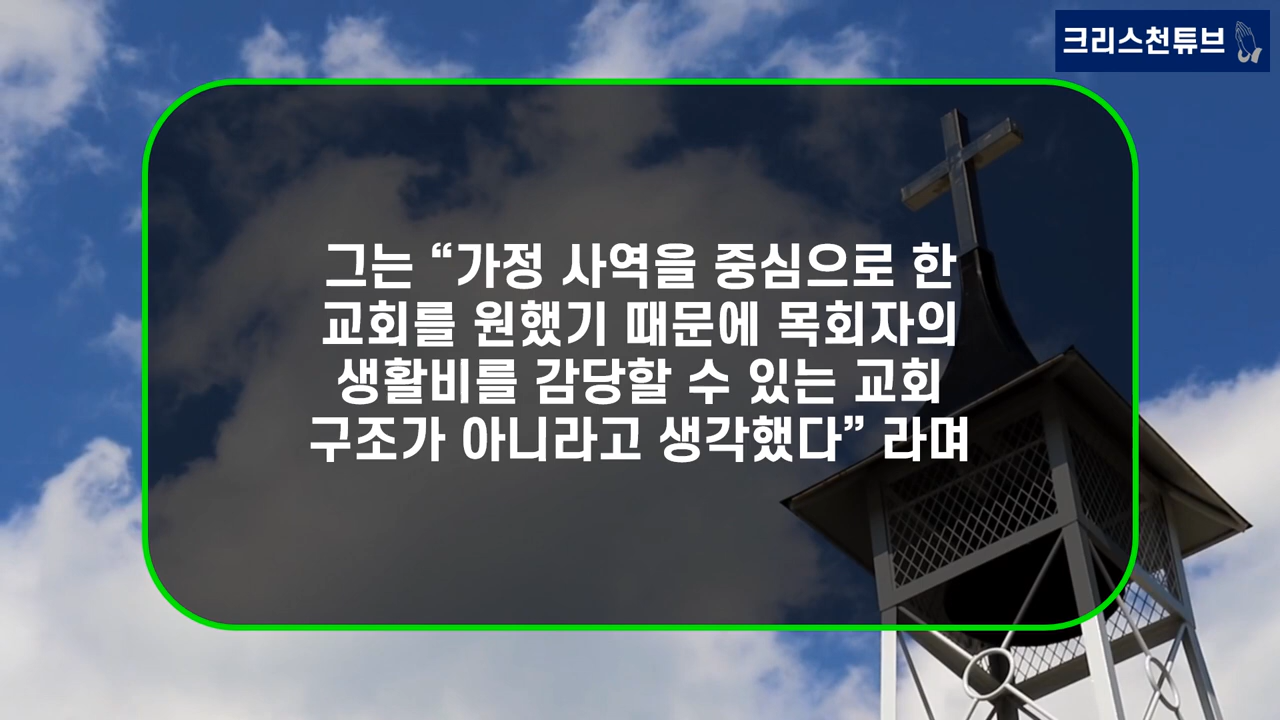 크리스천튜브
그는 “가정 사역을 중심으로 한
교회를 원했기 때문에 목회자의
생활비를 감당할 수 있는 교회
구조가 아니라고 생각했다” 라며